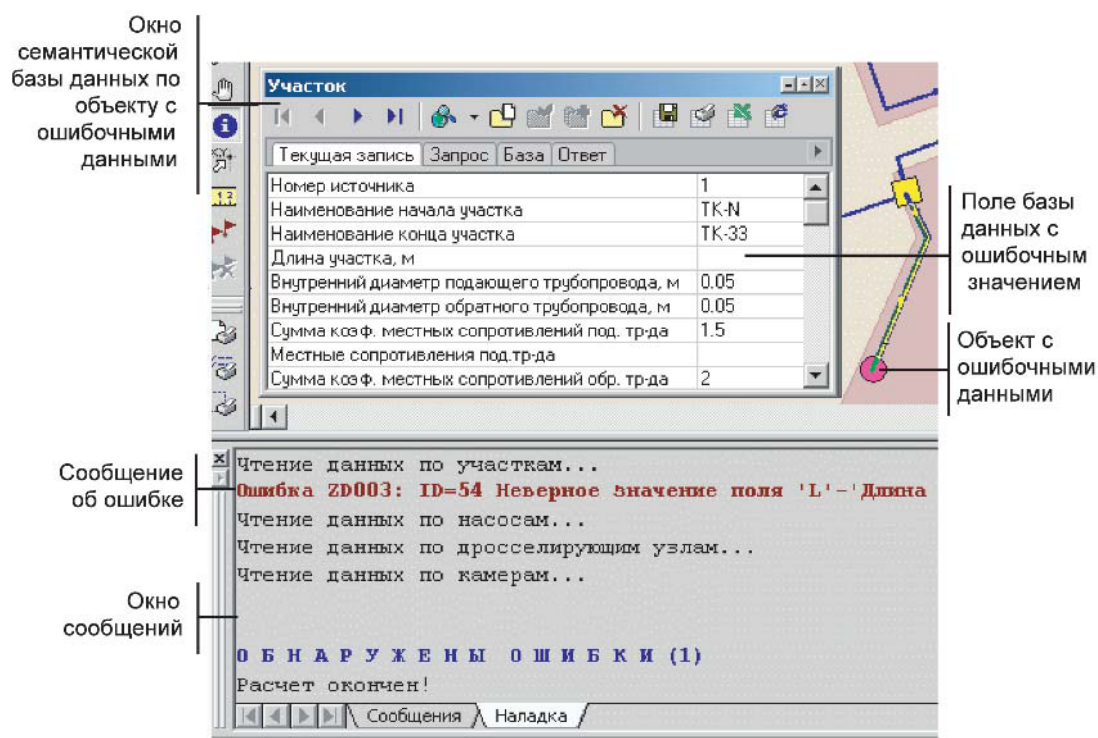 Окно
семантической
базы данных по
объекту с
ошибочными
данными
Участок
Текущая запись Запрос База Ответ
Номер источника 1
Наименование начала участка ТК-N
Наименование конца участка ТК-33
Длина участка, м
Внутренний диаметр подающего трубопровода, м 0.05
Внутренний диаметр обратного трубопровода, м 0.05
Сумма коэф. местных сопротивлений под. тр-да 1.5
Местные сопротивления под.тр-да
Сумма коэф. местных сопротивлений обр. тр-да 2
Поле базы
данных с
ошибочным
значением
Объект с
ошибочными
данными
Сообщение
об ошибке
Окно
сообщений
Чтение данных по участкам...
Ошибка ZD003: ID=54 Неверное значение поля 'L'-'Длина
Чтение данных по насосам...
Чтение данных по дросселирующим узлам...
Чтение данных по камерам...
О Б Н А Р У Ж Е Н Ы О Ш И Б К И (1)
Расчет окончен!
Сообщения Наладка